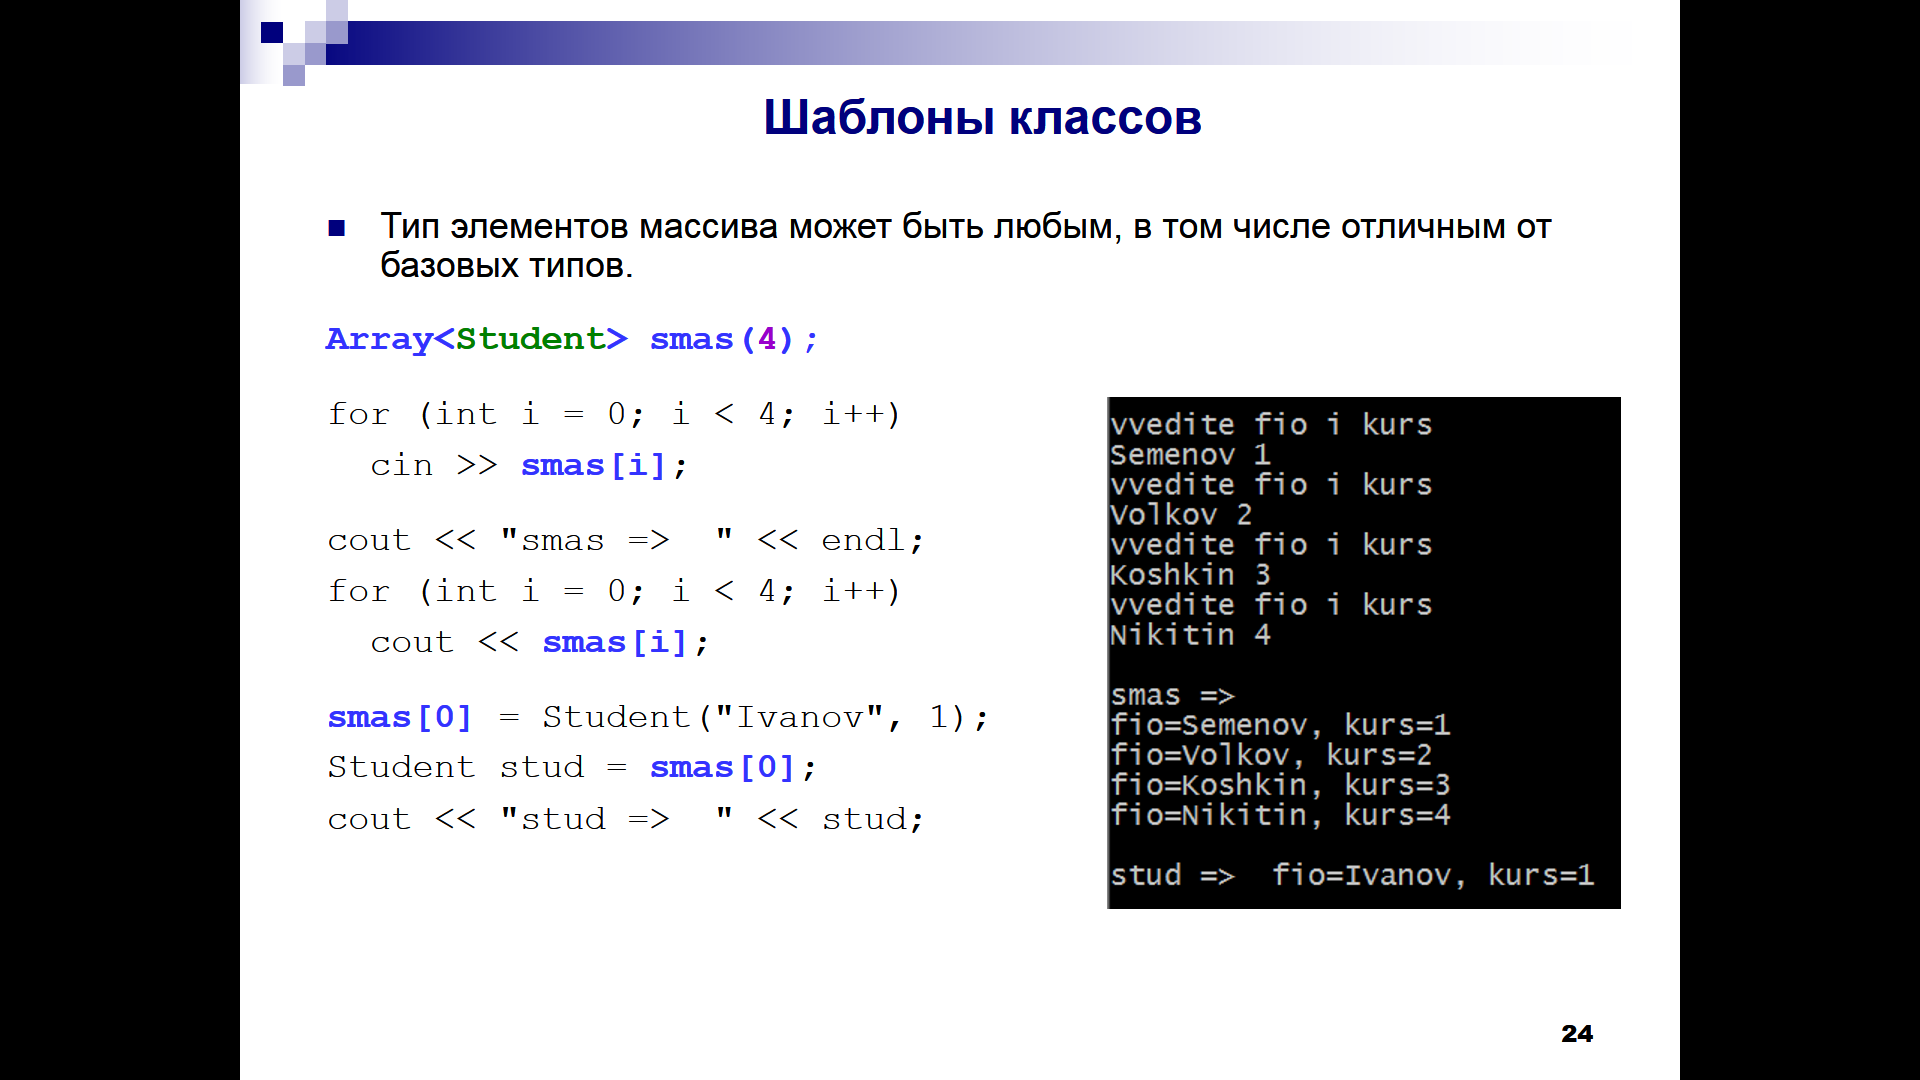 Шаблоны классов
Тип элементов массива может быть любым, в том числе отличным от
базовых типов.
Array<Student> smas(4);
for (int i = 0; i < 4; i++)
  cin >> smas[i];
cout << "smas =>  " << endl;
for (int i = 0; i < 4; i++)
  cout << smas[i];
smas[0] = Student("Ivanov", 1);
Student stud = smas[0];
cout << "stud =>  " << stud;
vvedite fio i kurs
Semenov 1
vvedite fio i kurs
Volkov 2
vvedite fio i kurs
Koshkin 3
vvedite fio i kurs
Nikitin 4
smas =>
fio=Semenov, kurs=1
fio=Volkov, kurs=2
fio=Koshkin, kurs=3
fio=Nikitin, kurs=4
stud =>  fio=Ivanov, kurs=1
24